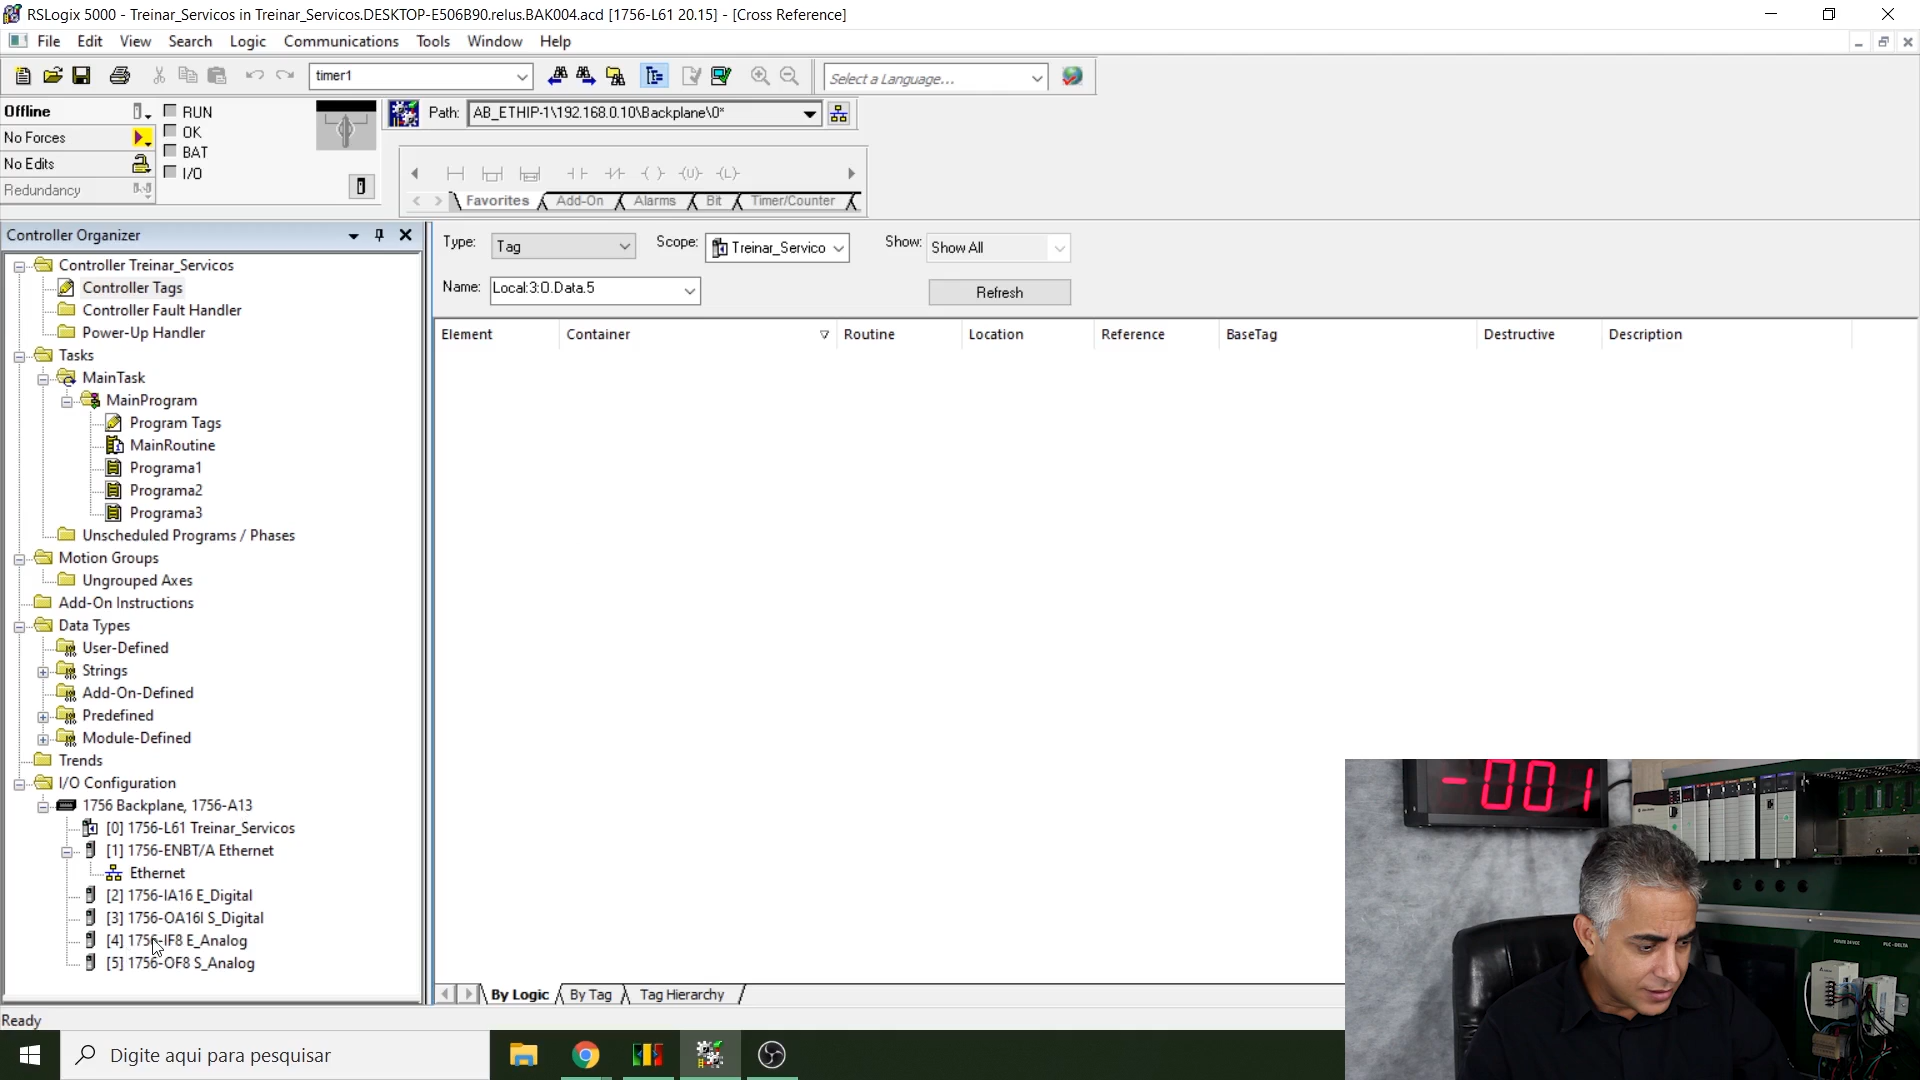 RSLogix 5000 - Treinar_Servicos in Treinar_Servicos.DESKTOP-E506B90.relus.BAK004.acd [1756-L61 20.15] - [Cross Reference]
File Edit View Search Logic Communications Tools Window Help
timer1
Select a Language...
Offline
RUN
No Forces
OK
No Edits
BAT
Redundancy
I/O
Path: AB_ETHIP-1\192.168.0.10\Backplane\0*
Favorites Add-On Alarms Bit Timer/Counter
Controller Organizer
Controller Treinar_Servicos
Controller Tags
Controller Fault Handler
Power-Up Handler
Tasks
MainTask
MainProgram
Program Tags
MainRoutine
Programa1
Programa2
Programa3
Unscheduled Programs / Phases
Motion Groups
Ungrouped Axes
Add-On Instructions
Data Types
User-Defined
Strings
Add-On-Defined
Predefined
Module-Defined
Trends
I/O Configuration
1756 Backplane, 1756-A13
[0] 1756-L61 Treinar_Servicos
[1] 1756-ENBT/A Ethernet
Ethernet
[2] 1756-IA16 E_Digital
[3] 1756-OA16I S_Digital
[4] 1756-IF8 E_Analog
[5] 1756-OF8 S_Analog
Type: Tag Scope: Treinar_Servico Show: Show All
Name: Local:3:O.Data.5 Refresh
Element Container Routine Location Reference BaseTag Destructive Description
By Logic By Tag Tag Hierarchy
Ready
-001
Digite aqui para pesquisar